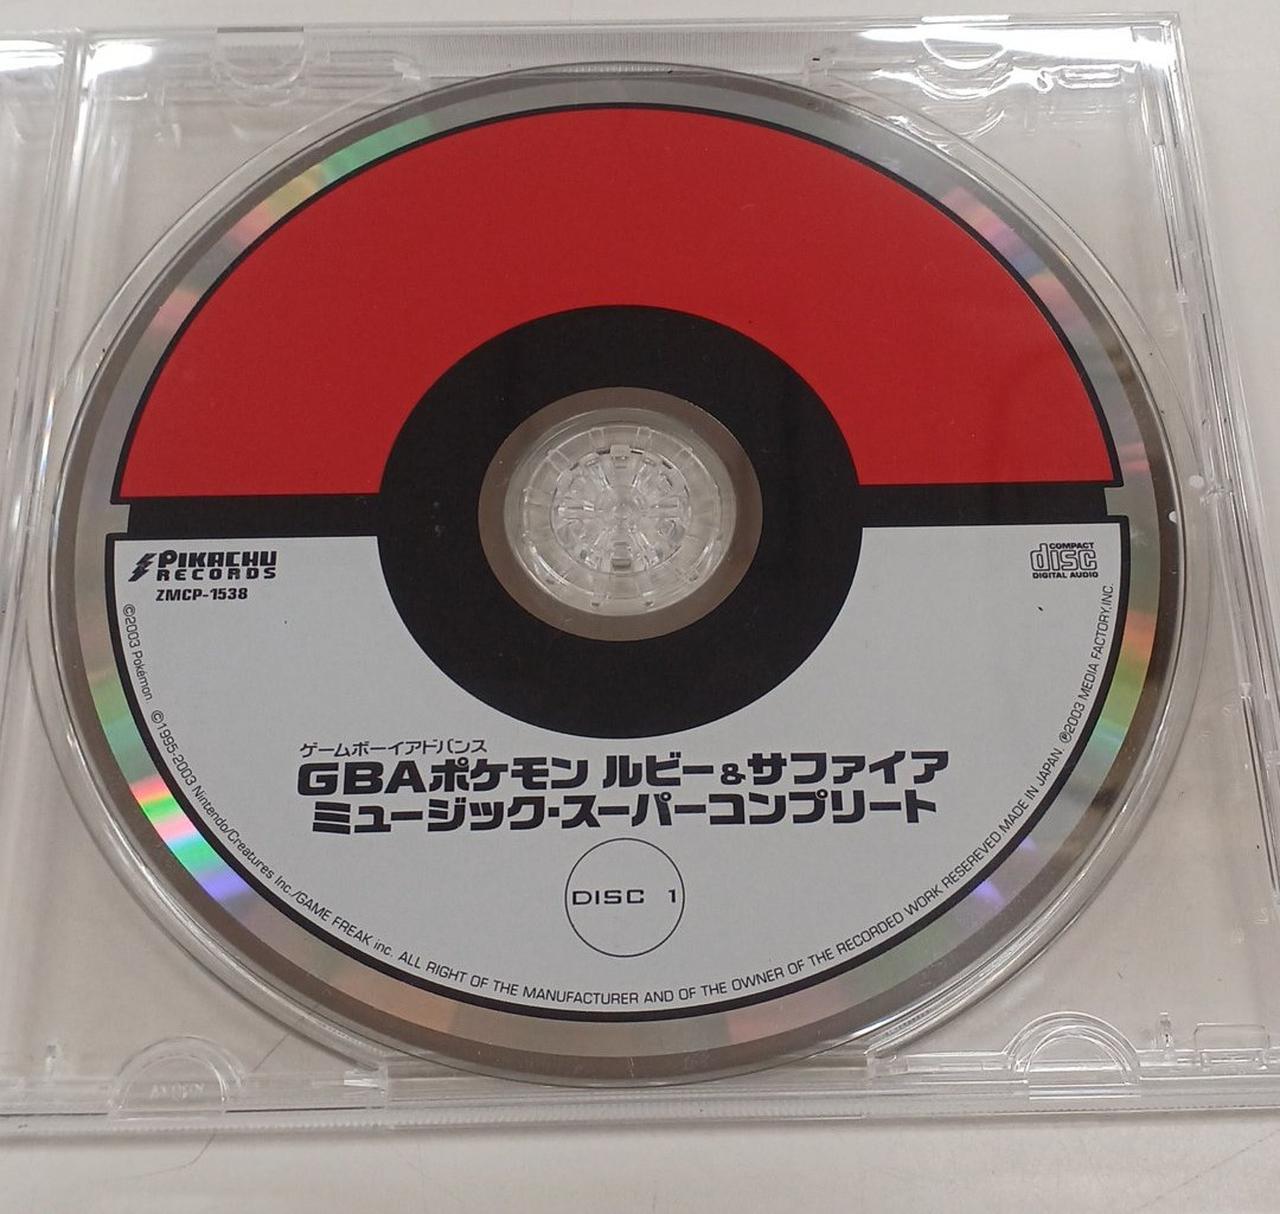 PIKACHU
RECORDS
ZMCP-1538
COMPACT
disc
DIGITAL AUDIO
ゲームボーイアドバンス
GBAポケモン ルビー&サファイア
ミュージック・スーパーコンプリート
DISC 1
©2003 Pokémon ©1995-2003 Nintendo/Creatures Inc./GAME FREAK inc. ALL RIGHT OF THE MANUFACTURER AND OF THE OWNER OF THE RECORDED WORK RESEREVED.MADE IN JAPAN ℗2003 MEDIA FACTORY,INC.